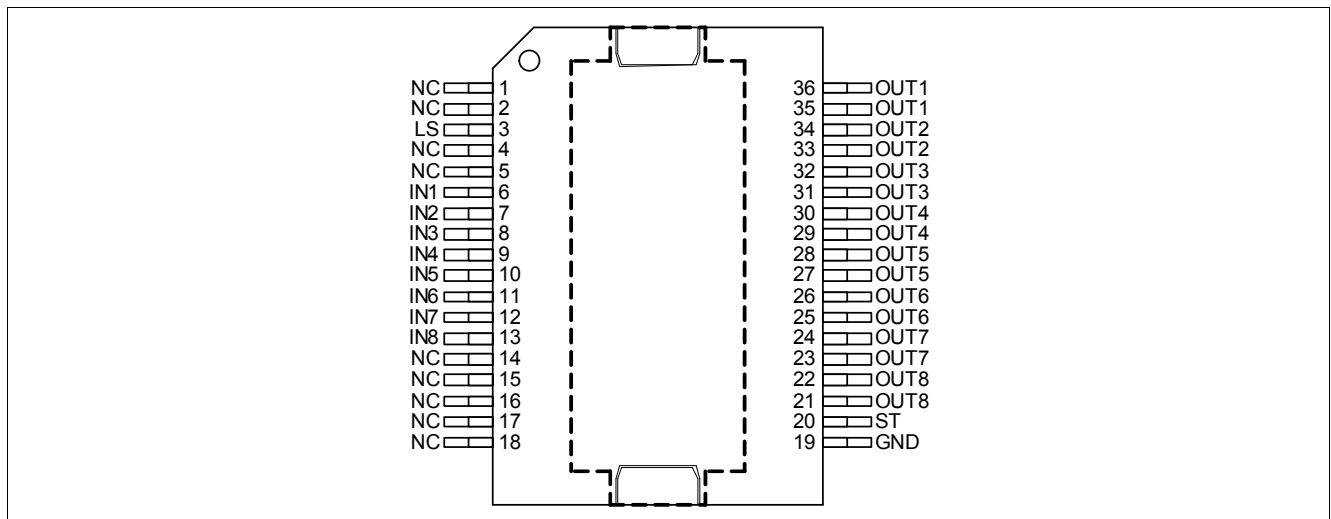 NC 1 36 OUT1
NC 2 35 OUT1
LS 3 34 OUT2
NC 4 33 OUT2
NC 5 32 OUT3
IN1 6 31 OUT3
IN2 7 30 OUT4
IN3 8 29 OUT4
IN4 9 28 OUT5
IN5 10 27 OUT5
IN6 11 26 OUT6
IN7 12 25 OUT6
IN8 13 24 OUT7
NC 14 23 OUT7
NC 15 22 OUT8
NC 16 21 OUT8
NC 17 20 ST
NC 18 19 GND